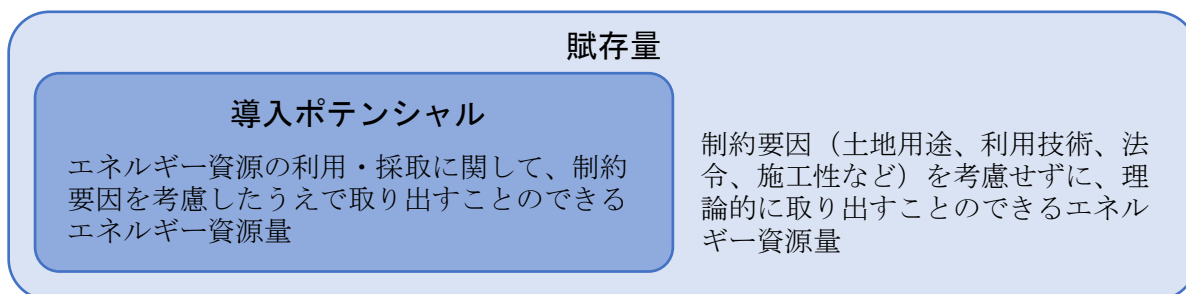 賦存量
導入ポテンシャル
エネルギー資源の利用・採取に関して、制約
要因を考慮したうえで取り出すことのできる
エネルギー資源量
制約要因（土地用途、利用技術、法
令、施工性など）を考慮せずに、理
論的に取り出すことのできるエネル
ギー資源量